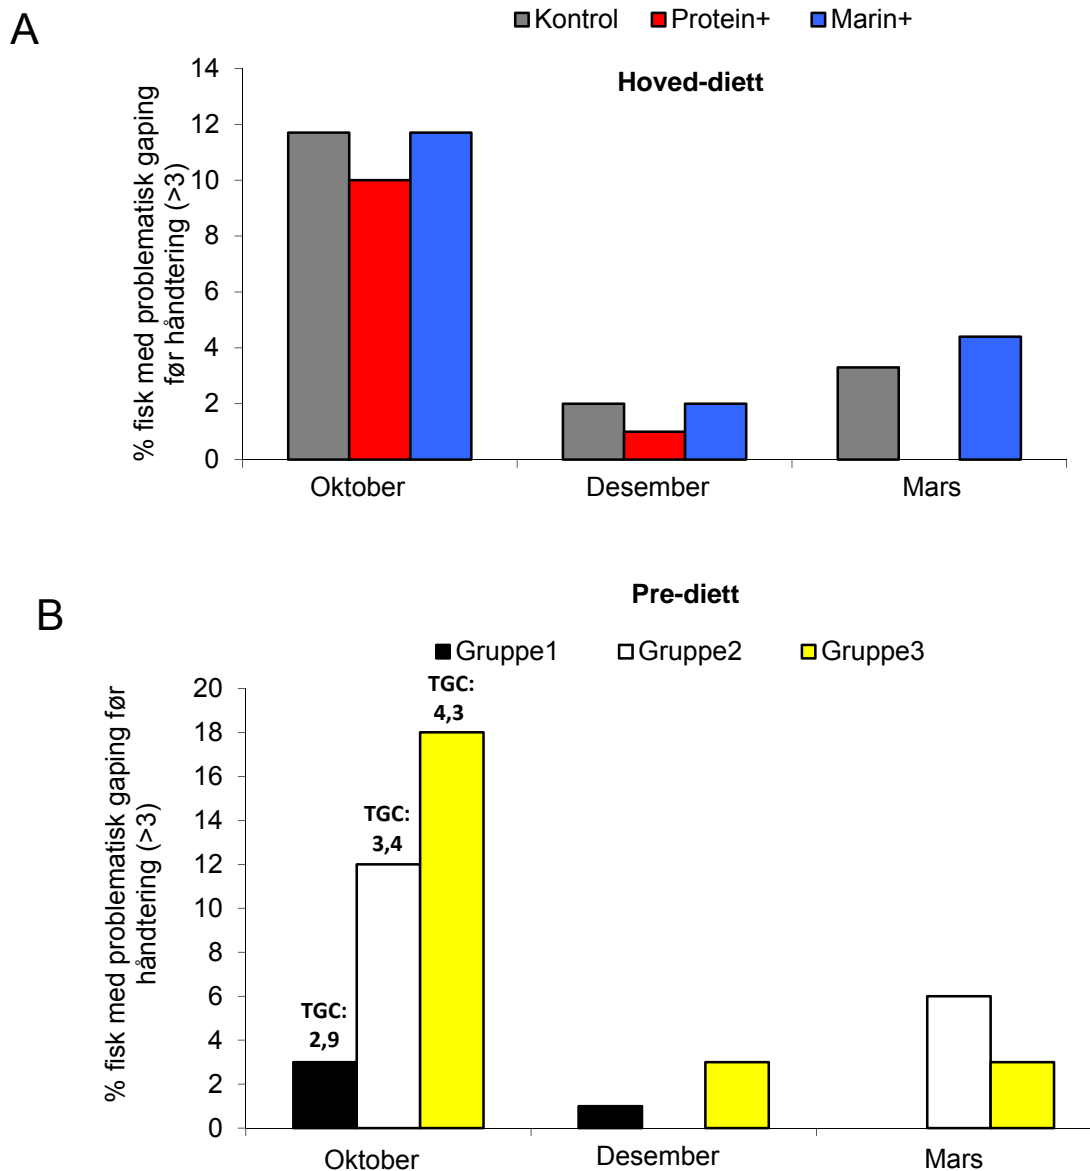 A
Kontrol Protein+ Marin+
Hoved-diett
% fisk med problematisk gaping
før håndtering (>3)
14
12
10
8
6
4
2
0
Oktober Desember Mars
Pre-diett
B
Gruppe1 Gruppe2 Gruppe3
% fisk med problematisk gaping før
håndtering (>3)
20
18
16
14
12
10
8
6
4
2
0
TGC:
2,9
TGC:
3,4
TGC:
4,3
Oktober Desember Mars